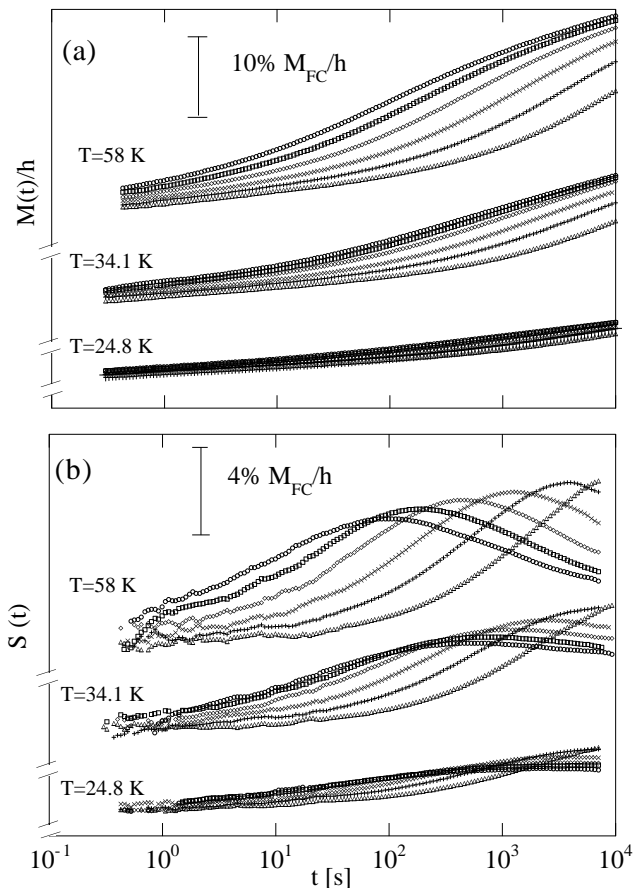 (a)
10% M_FC/h
T=58 K
M(t)/h
T=34.1 K
T=24.8 K
(b)
4% M_FC/h
T=58 K
S (t)
T=34.1 K
T=24.8 K
10^-1 10^0 10^1 10^2 10^3 10^4
t [s]